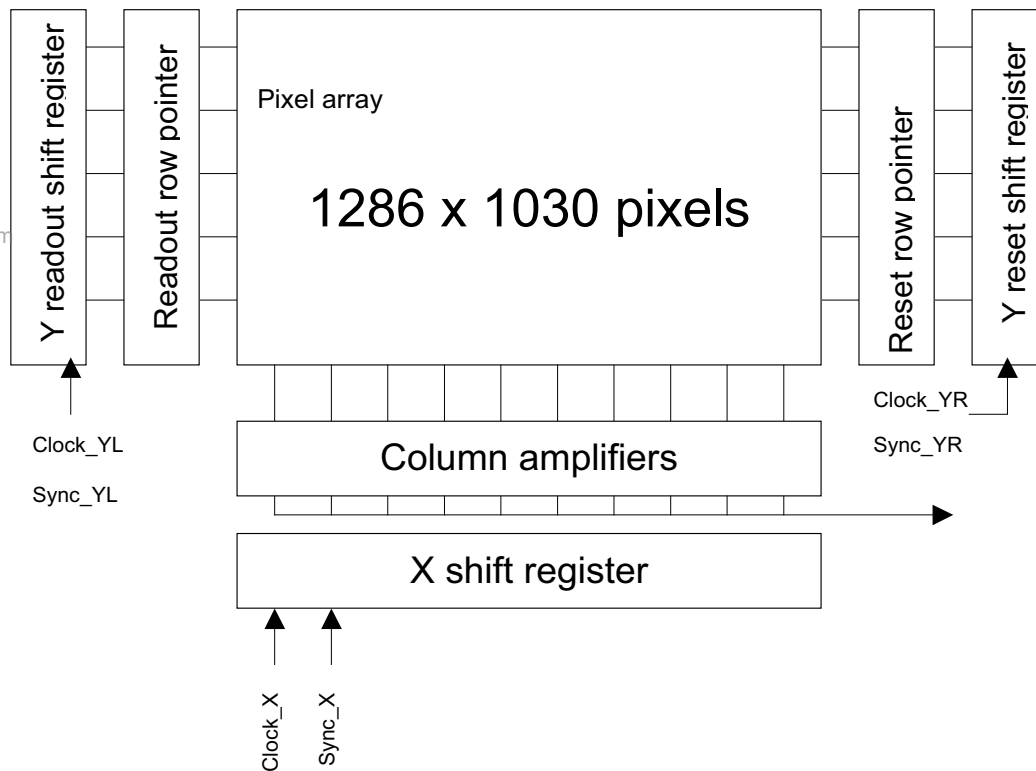 Y readout shift register
Readout row pointer
Pixel array
1286 x 1030 pixels
Reset row pointer
Y reset shift register
Clock_YL
Sync_YL
Clock_YR
Sync_YR
Column amplifiers
X shift register
Clock_X
Sync_X